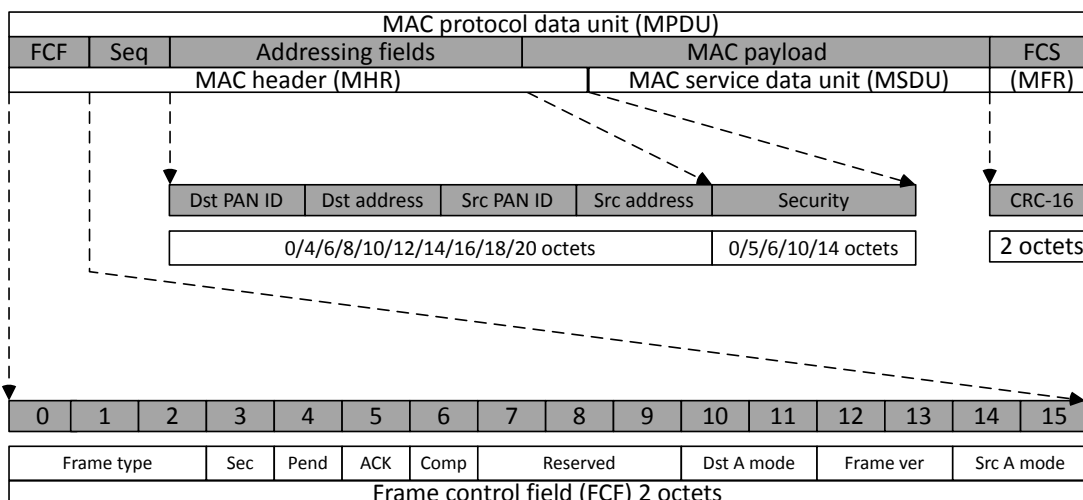 MAC protocol data unit (MPDU)
FCF Seq Addressing fields MAC payload FCS
MAC header (MHR) MAC service data unit (MSDU) (MFR)
Dst PAN ID Dst address Src PAN ID Src address Security CRC-16
0/4/6/8/10/12/14/16/18/20 octets 0/5/6/10/14 octets 2 octets
0 1 2 3 4 5 6 7 8 9 10 11 12 13 14 15
Frame type Sec Pend ACK Comp Reserved Dst A mode Frame ver Src A mode
Frame control field (FCF) 2 octets